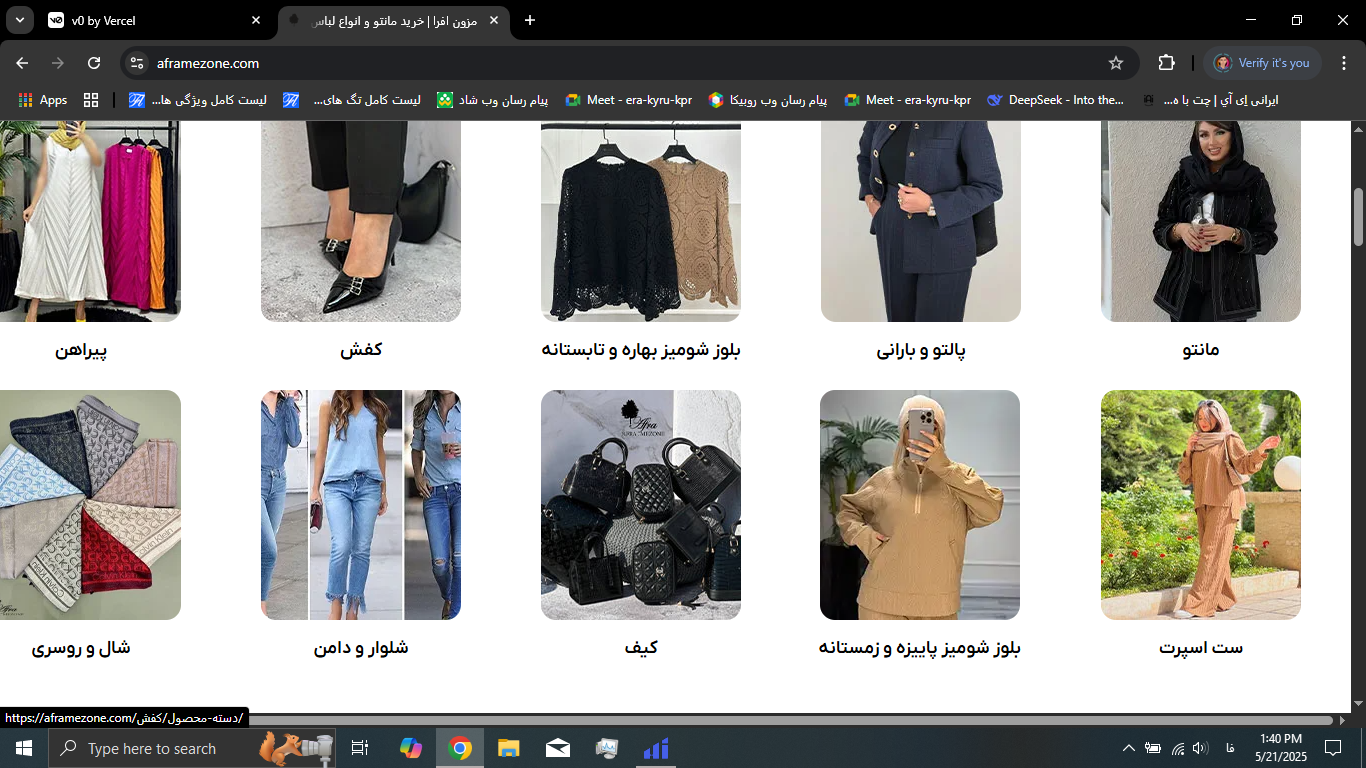 v0 by Vercel
مزون افرا | خرید مانتو و انواع لباس
aframezone.com
Verify it's you
Apps
لیست کامل ویژگی ها...
لیست کامل تگ های...
پیام رسان وب شاد
Meet - era-kyru-kpr
پیام رسان وب روبیکا
Meet - era-kyru-kpr
DeepSeek - Into the...
ایرانی اِی آی | چت با ه...
مانتو
پالتو و بارانی
بلوز شومیز بهاره و تابستانه
کفش
پیراهن
Afra
AFRA MEZONE
ست اسپرت
بلوز شومیز پاییزه و زمستانه
کیف
شلوار و دامن
شال و روسری
https://aframezone.com/دسته-محصول/کفش/
Type here to search
فا
1:40 PM
5/21/2025